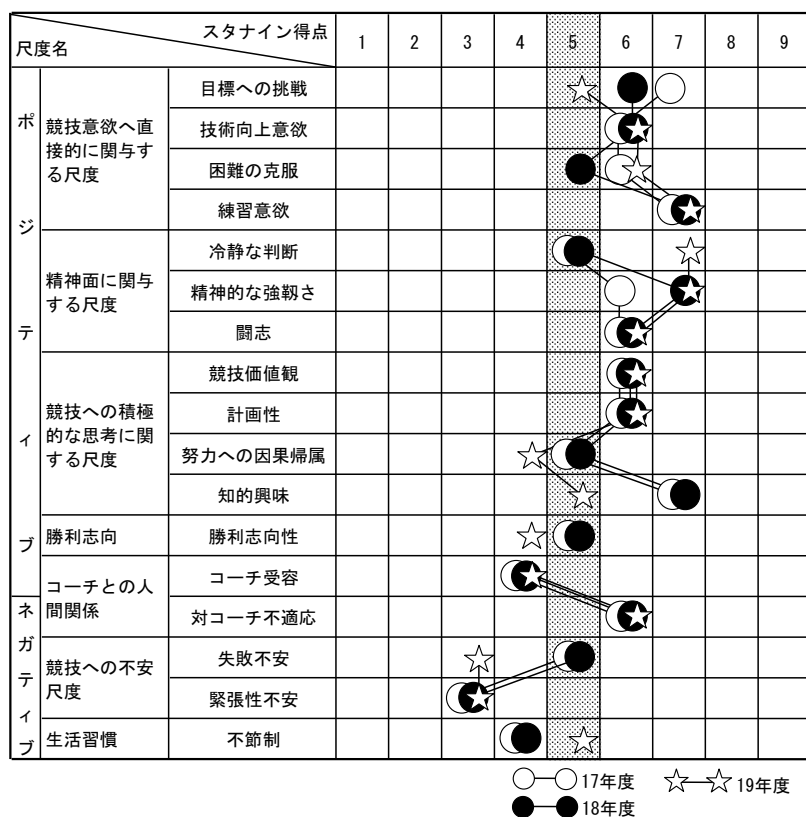 スタナイン得点
尺度名
1 2 3 4 5 6 7 8 9
ポジティブ
競技意欲へ直
接的に関与す
る尺度
目標への挑戦
技術向上意欲
困難の克服
練習意欲
精神面に関与
する尺度
冷静な判断
精神的な強靱さ
闘志
競技への積極
的な思考に関
する尺度
競技価値観
計画性
努力への因果帰属
知的興味
勝利志向
勝利志向性
コーチとの人
間関係
コーチ受容
対コーチ不適応
ネガティブ
競技への不安
尺度
失敗不安
緊張性不安
生活習慣
不節制
17年度
19年度
18年度